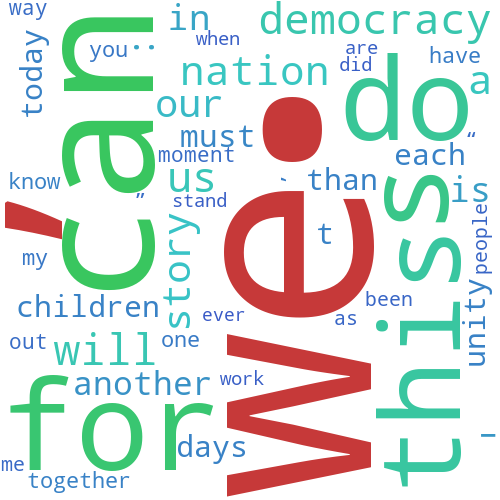 way
in
democracy
you
:
when
today
can
nation
are
did
have
do
a
our
must
.
“
moment
each
know
us
than
-
is
”
stand
'
we
story
t
this
s
people
my
children
been
unity
ever
as
out
will
one
another
work
for
days
–
me
together